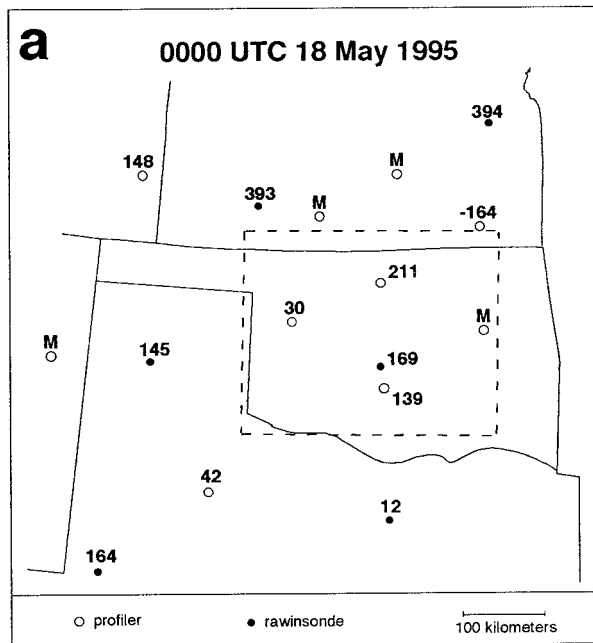 a
0000 UTC 18 May 1995
394
148
M
393
M
-164
211
30
M
M
145
169
139
42
12
164
profiler
rawinsonde
100 kilometers